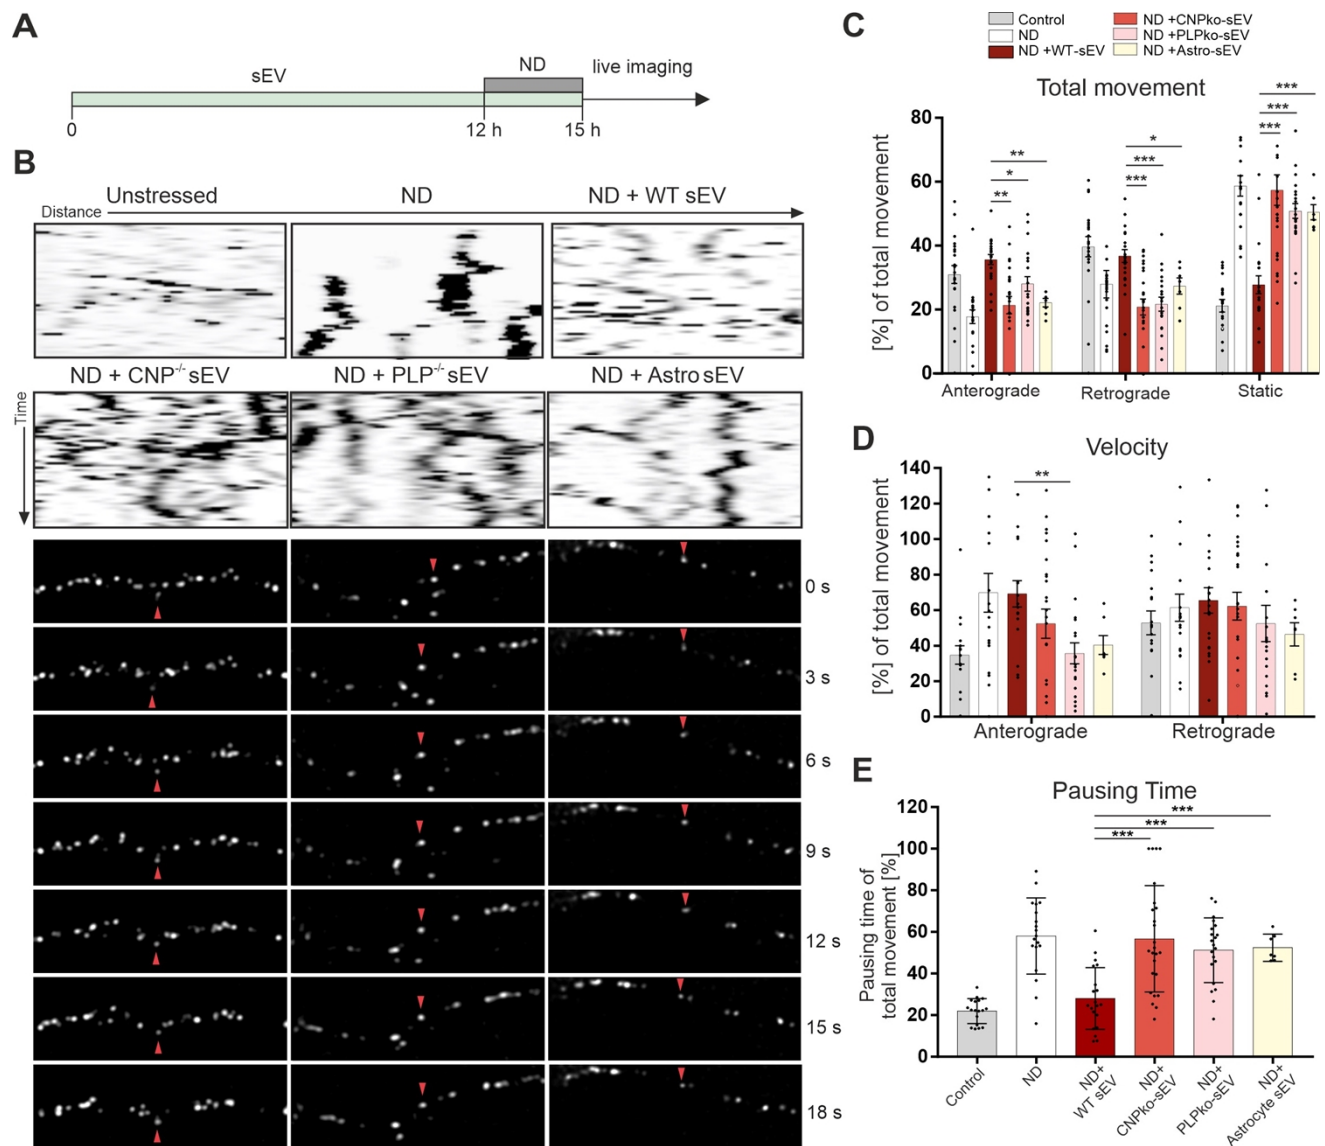 A
sEV
ND
live imaging
0
12 h
15 h
B
Unstressed
ND
ND + WT sEV
Distance
ND + CNP-/- sEV
ND + PLP-/- sEV
ND + Astro sEV
Time
0 s
3 s
6 s
9 s
12 s
15 s
18 s
C
Control
ND
ND +WT-sEV
ND +CNPko-sEV
ND +PLPko-sEV
ND +Astro-sEV
Total movement
[%] of total movement
80
60
40
20
0
**
*
**
*
***
***
***
***
***
Anterograde
Retrograde
Static
D
Velocity
[%] of total movement
140
120
100
80
60
40
20
0
**
Anterograde
Retrograde
E
Pausing Time
Pausing time of
total movement [%]
120
100
80
60
40
20
0
***
***
***
Control
ND
ND+
WT sEV
ND+
CNPko-sEV
ND+
PLPko-sEV
ND+
Astrocyte sEV